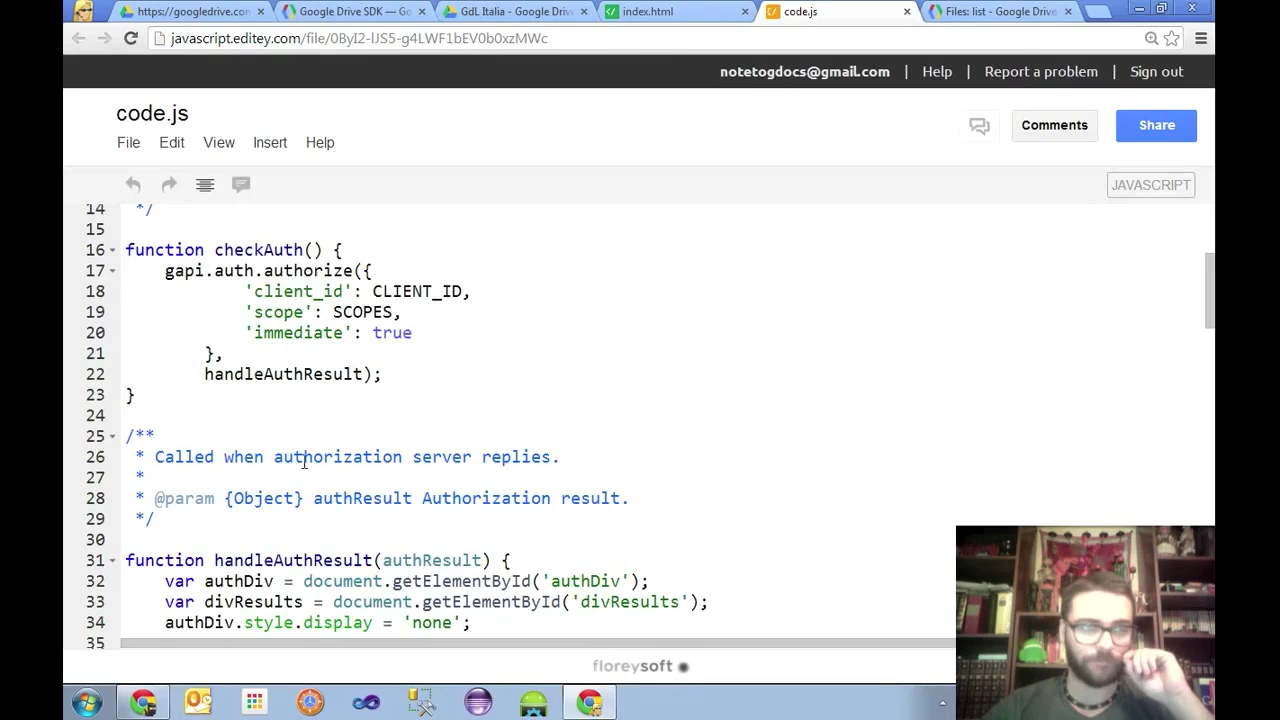 https://googledrive.con
Google Drive SDK — Go
GdL Italia - Google Drive
index.html
code.js
Files: list - Google Drive
javascript.editey.com/file/0ByI2-lJS5-g4LWF1bEV0b0xzMWc
notetogdocs@gmail.com | Help | Report a problem | Sign out
code.js
File Edit View Insert Help
Comments
Share
JAVASCRIPT
14 */
15
16 function checkAuth() {
17 gapi.auth.authorize({
18 'client_id': CLIENT_ID,
19 'scope': SCOPES,
20 'immediate': true
21 },
22 handleAuthResult);
23 }
24
25 /**
26 * Called when authorization server replies.
27 *
28 * @param {Object} authResult Authorization result.
29 */
30
31 function handleAuthResult(authResult) {
32 var authDiv = document.getElementById('authDiv');
33 var divResults = document.getElementById('divResults');
34 authDiv.style.display = 'none';
35
floreysoft